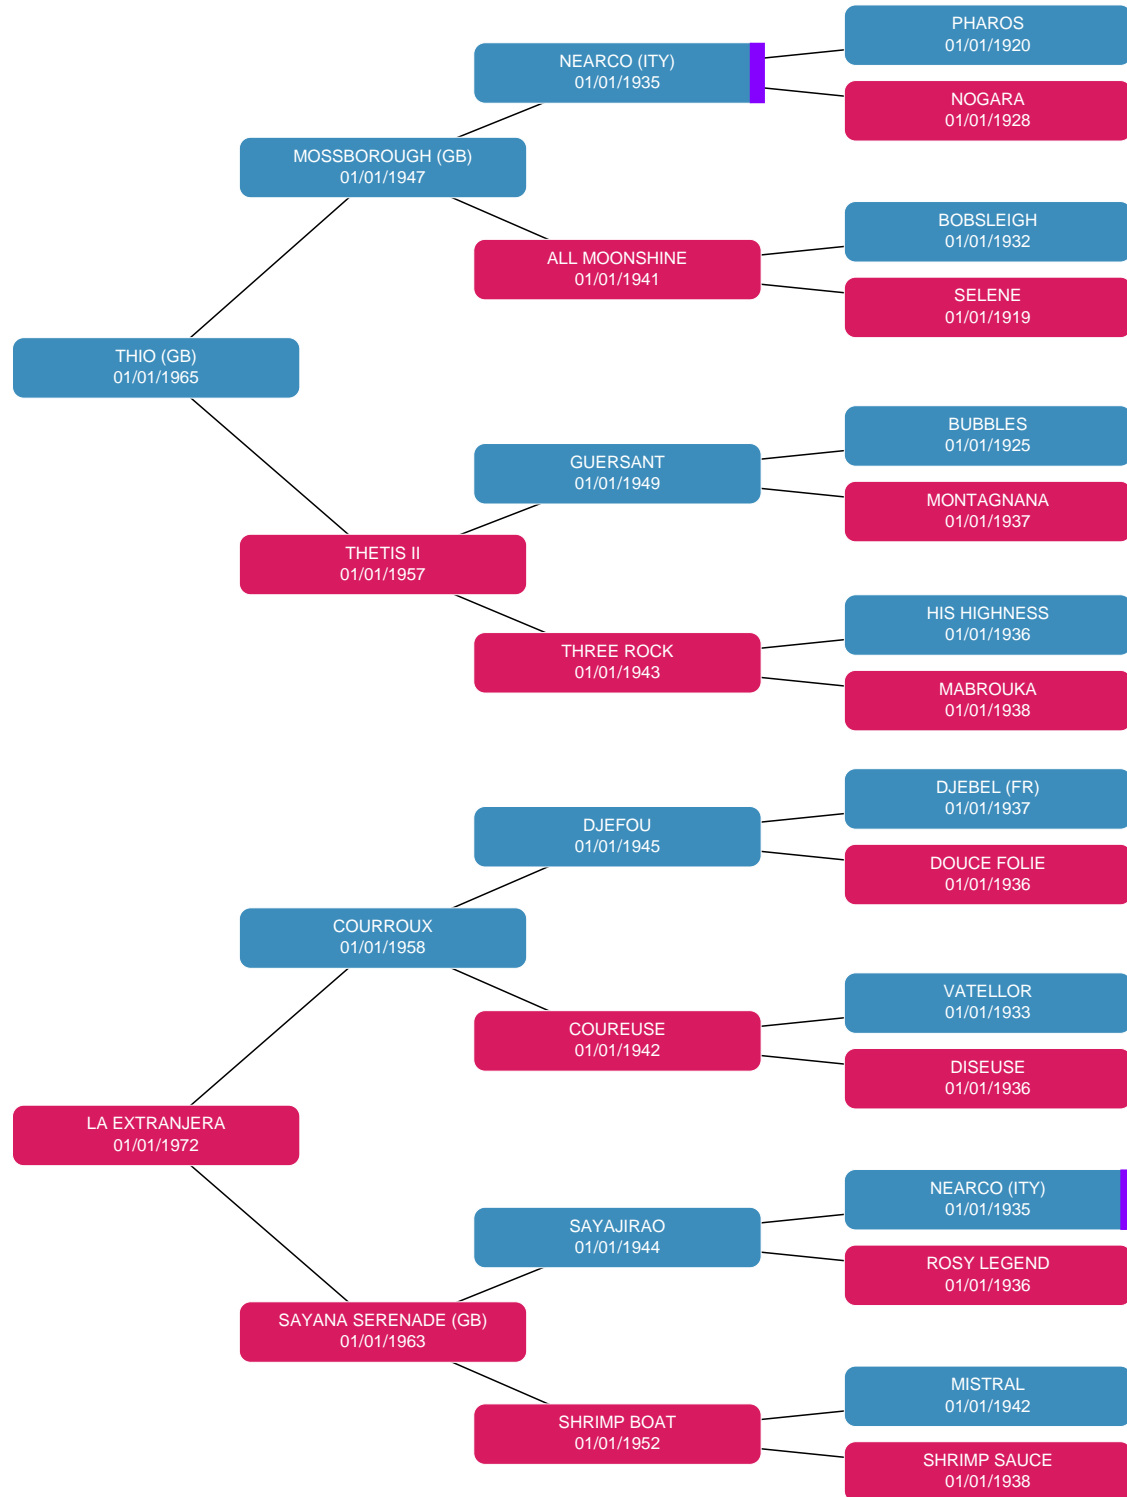 PHAROS
01/01/1920
NEARCO (ITY)
01/01/1935
NOGARA
01/01/1928
MOSSBOROUGH (GB)
01/01/1947
BOBSLEIGH
01/01/1932
ALL MOONSHINE
01/01/1941
SELENE
01/01/1919
THIO (GB)
01/01/1965
BUBBLES
01/01/1925
GUERSANT
01/01/1949
MONTAGNANA
01/01/1937
THETIS II
01/01/1957
HIS HIGHNESS
01/01/1936
THREE ROCK
01/01/1943
MABROUKA
01/01/1938
DJEBEL (FR)
01/01/1937
DJEFOU
01/01/1945
DOUCE FOLIE
01/01/1936
COURROUX
01/01/1958
VATELLOR
01/01/1933
COUREUSE
01/01/1942
DISEUSE
01/01/1936
LA EXTRANJERA
01/01/1972
NEARCO (ITY)
01/01/1935
SAYAJIRAO
01/01/1944
ROSY LEGEND
01/01/1936
SAYANA SERENADE (GB)
01/01/1963
MISTRAL
01/01/1942
SHRIMP BOAT
01/01/1952
SHRIMP SAUCE
01/01/1938